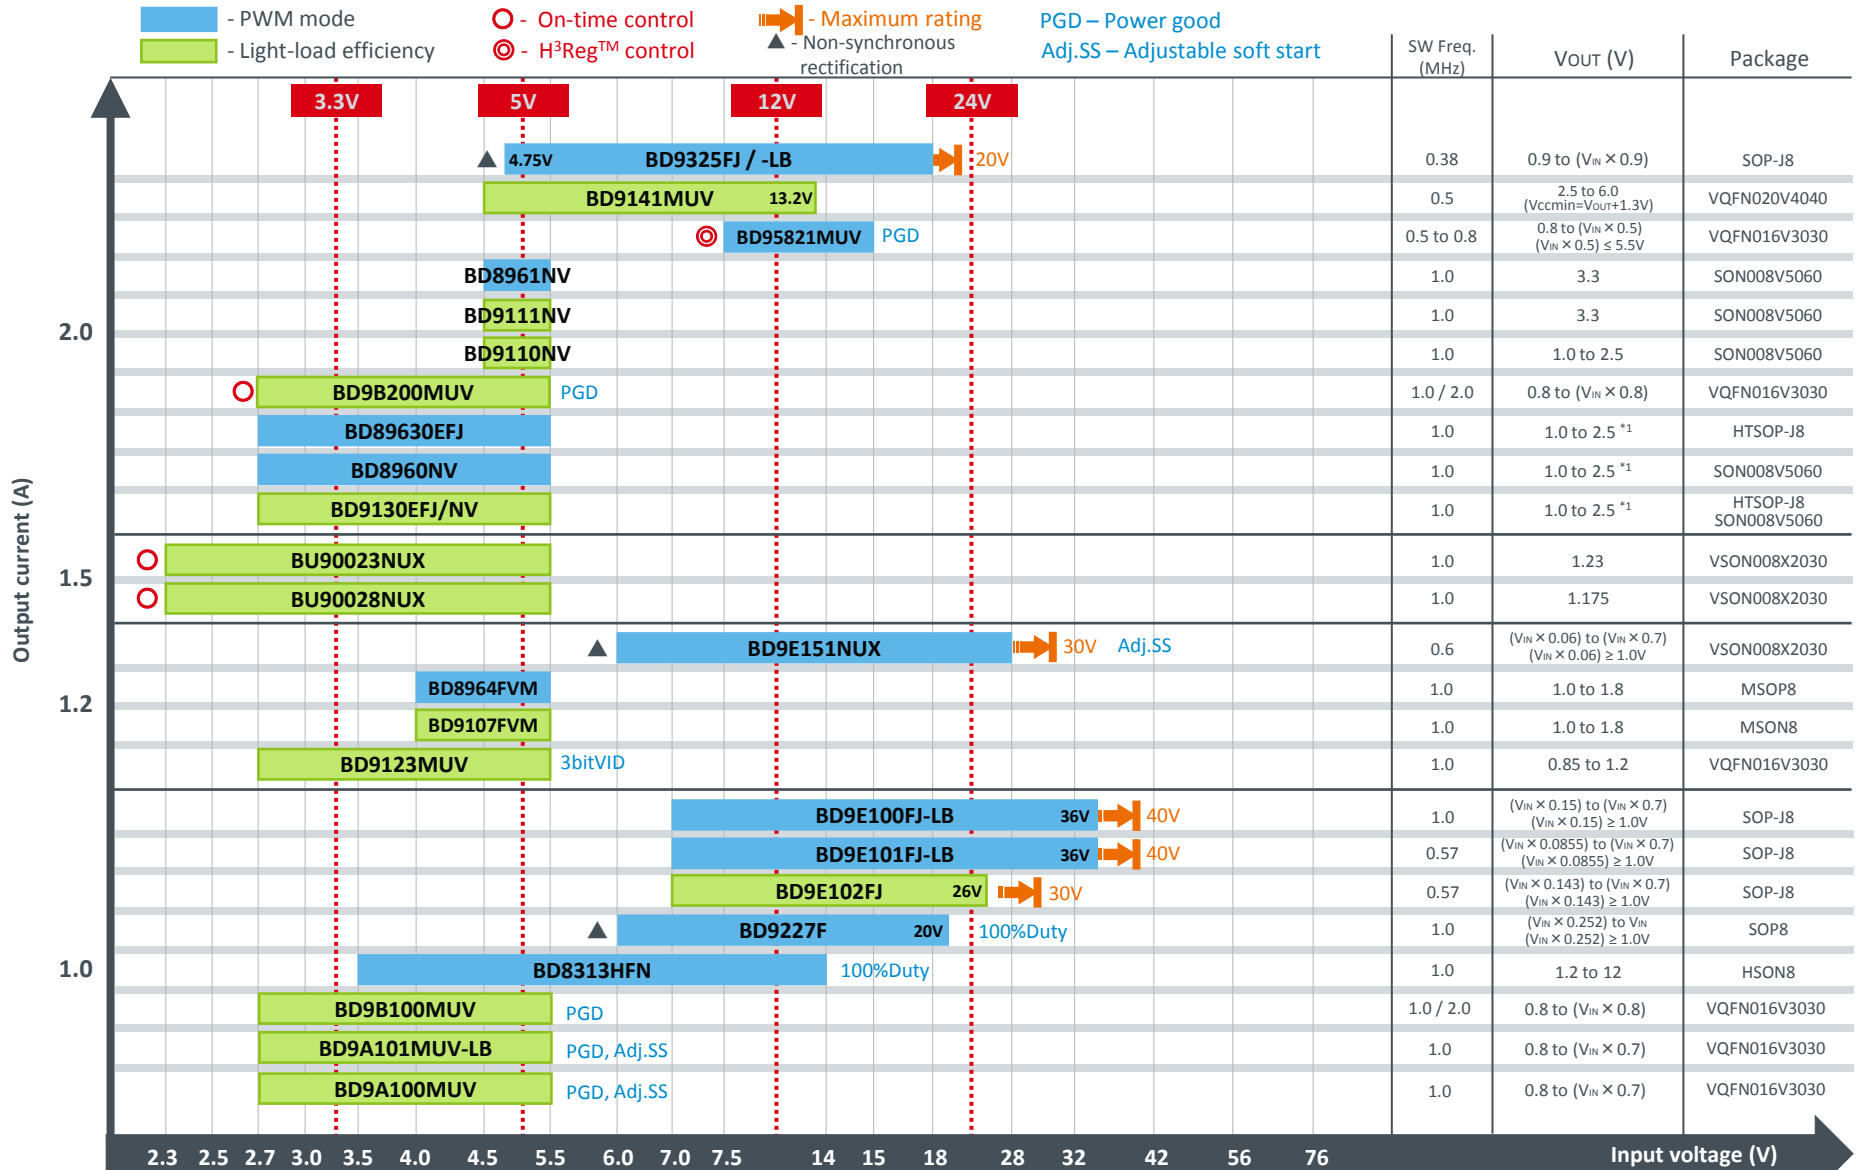 - PWM mode
- Light-load efficiency
- On-time control
- H³Reg™ control
- Maximum rating
- Non-synchronous
rectification
PGD – Power good
Adj.SS – Adjustable soft start
SW Freq.
(MHz)
VOUT (V)
Package
3.3V 5V 12V 24V
4.75V BD9325FJ / -LB 20V 0.38 0.9 to (VIN × 0.9) SOP-J8
BD9141MUV 13.2V 0.5 2.5 to 6.0
(Vccmin=VOUT+1.3V) VQFN020V4040
BD95821MUV PGD 0.5 to 0.8 0.8 to (VIN × 0.5)
(VIN × 0.5) ≤ 5.5V VQFN016V3030
BD8961NV 1.0 3.3 SON008V5060
BD9111NV 1.0 3.3 SON008V5060
2.0
BD9110NV 1.0 1.0 to 2.5 SON008V5060
BD9B200MUV PGD 1.0 / 2.0 0.8 to (VIN × 0.8) VQFN016V3030
BD89630EFJ 1.0 1.0 to 2.5 *1 HTSOP-J8
BD8960NV 1.0 1.0 to 2.5 *1 SON008V5060
BD9130EFJ/NV 1.0 1.0 to 2.5 *1 HTSOP-J8
SON008V5060
Output current (A)
BU90023NUX 1.0 1.23 VSON008X2030
1.5
BU90028NUX 1.0 1.175 VSON008X2030
BD9E151NUX 30V Adj.SS 0.6 (VIN × 0.06) to (VIN × 0.7)
(VIN × 0.06) ≥ 1.0V VSON008X2030
BD8964FVM 1.0 1.0 to 1.8 MSOP8
1.2
BD9107FVM 1.0 1.0 to 1.8 MSON8
BD9123MUV 3bitVID 1.0 0.85 to 1.2 VQFN016V3030
BD9E100FJ-LB 36V 40V 1.0 (VIN × 0.15) to (VIN × 0.7)
(VIN × 0.15) ≥ 1.0V SOP-J8
BD9E101FJ-LB 36V 40V 0.57 (VIN × 0.0855) to (VIN × 0.7)
(VIN × 0.0855) ≥ 1.0V SOP-J8
BD9E102FJ 26V 30V 0.57 (VIN × 0.143) to (VIN × 0.7)
(VIN × 0.143) ≥ 1.0V SOP-J8
BD9227F 20V 100%Duty 1.0 (VIN × 0.252) to VIN
(VIN × 0.252) ≥ 1.0V SOP8
1.0
BD8313HFN 100%Duty 1.0 1.2 to 12 HSON8
BD9B100MUV PGD 1.0 / 2.0 0.8 to (VIN × 0.8) VQFN016V3030
BD9A101MUV-LB PGD, Adj.SS 1.0 0.8 to (VIN × 0.7) VQFN016V3030
BD9A100MUV PGD, Adj.SS 1.0 0.8 to (VIN × 0.7) VQFN016V3030
2.3 2.5 2.7 3.0 3.5 4.0 4.5 5.5 6.0 7.0 7.5 14 15 18 28 32 42 56 76 Input voltage (V)